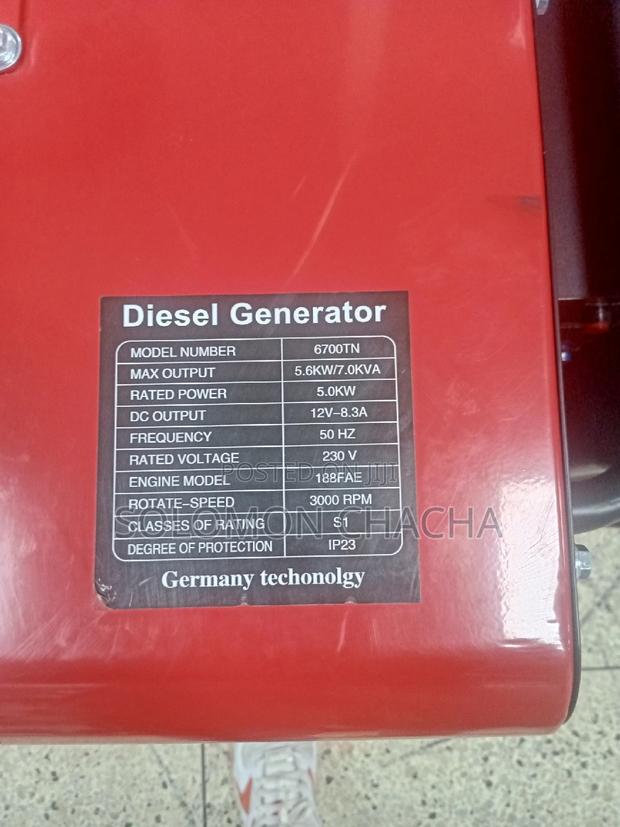 Diesel Generator
MODEL NUMBER 6700TN
MAX OUTPUT 5.6KW/7.0KVA
RATED POWER 5.0KW
DC OUTPUT 12V-8.3A
FREQUENCY 50 HZ
RATED VOLTAGE 230 V
POSTED ON JIJI
ENGINE MODEL 188FAE
ROTATE-SPEED 3000 RPM
SOLOMON CHACHA
CLASSES OF RATING S1
DEGREE OF PROTECTION IP23
Germany techonolgy